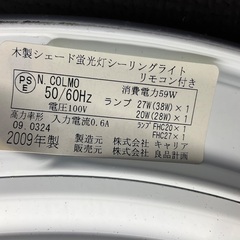 木製シェード蛍光灯シーリングライト
リモコン付き
PSE N.COLMO 消費電力59W
50/60Hz ランプ 27W(38W)×1
電圧100V 20W(28W)×1
高力率形 入力電流0.6A ランプ FHC20×1
09.0324 FHC27×1
2009年製 製造元 株式会社 キャリア
販売元 株式会社 良品計画